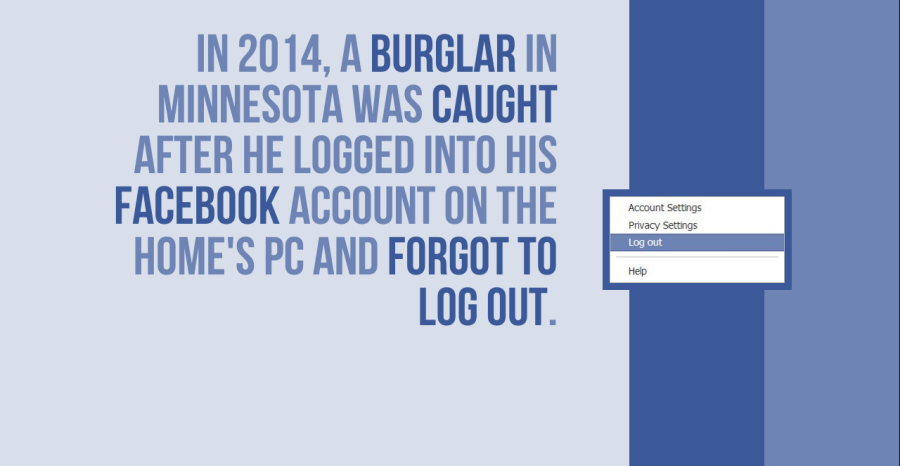 IN 2014, A BURGLAR IN
MINNESOTA WAS CAUGHT
AFTER HE LOGGED INTO HIS
FACEBOOK ACCOUNT ON THE
HOME'S PC AND FORGOT TO
LOG OUT.
Account Settings
Privacy Settings
Log out
Help